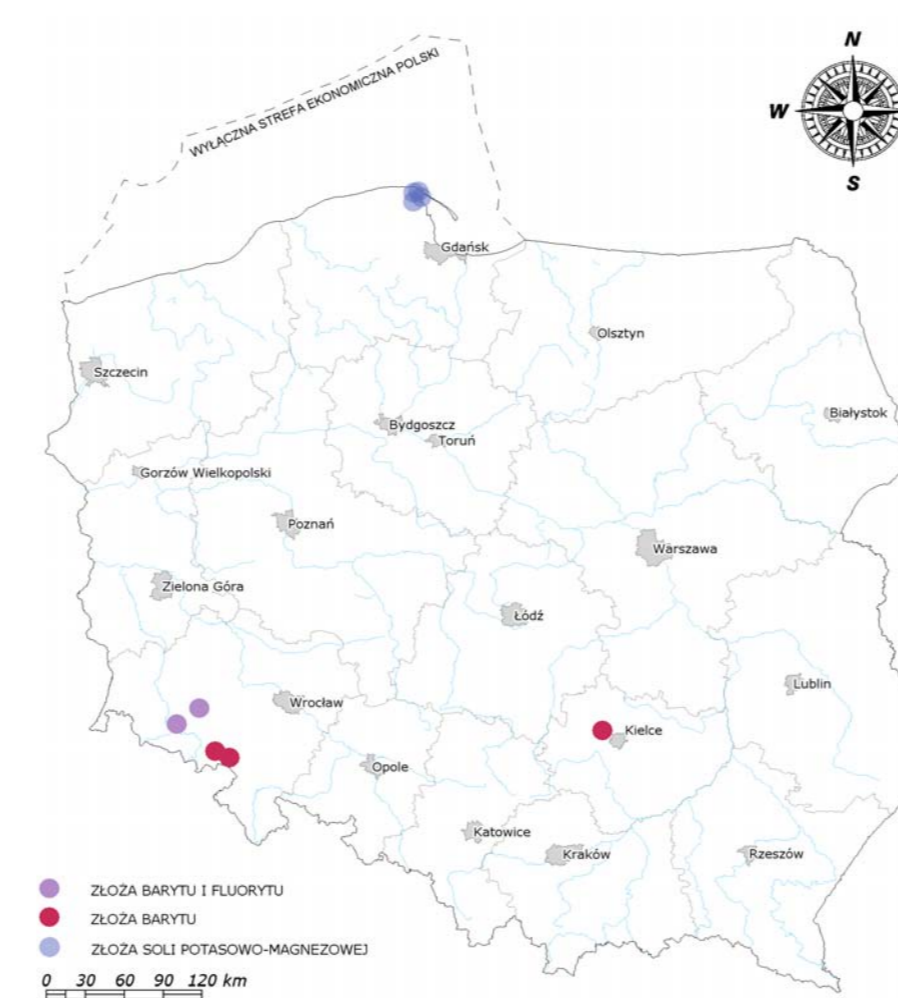 N
WYŁĄCZNA STREFA EKONOMICZNA POLSKI
W
S
Gdańsk
Olsztyn
Szczecin
Białystok
Bydgoszcz
Toruń
Gorzów Wielkopolski
Poznań
Warszawa
Zielona Góra
Łódź
Lublin
Wrocław
Kielce
Opole
Katowice
Kraków
Rzeszów
ZŁOŻA BARYTU I FLUORYTU
ZŁOŻA BARYTU
ZŁOŻA SOLI POTASOWO-MAGNEZOWEJ
0 30 60 90 120 km